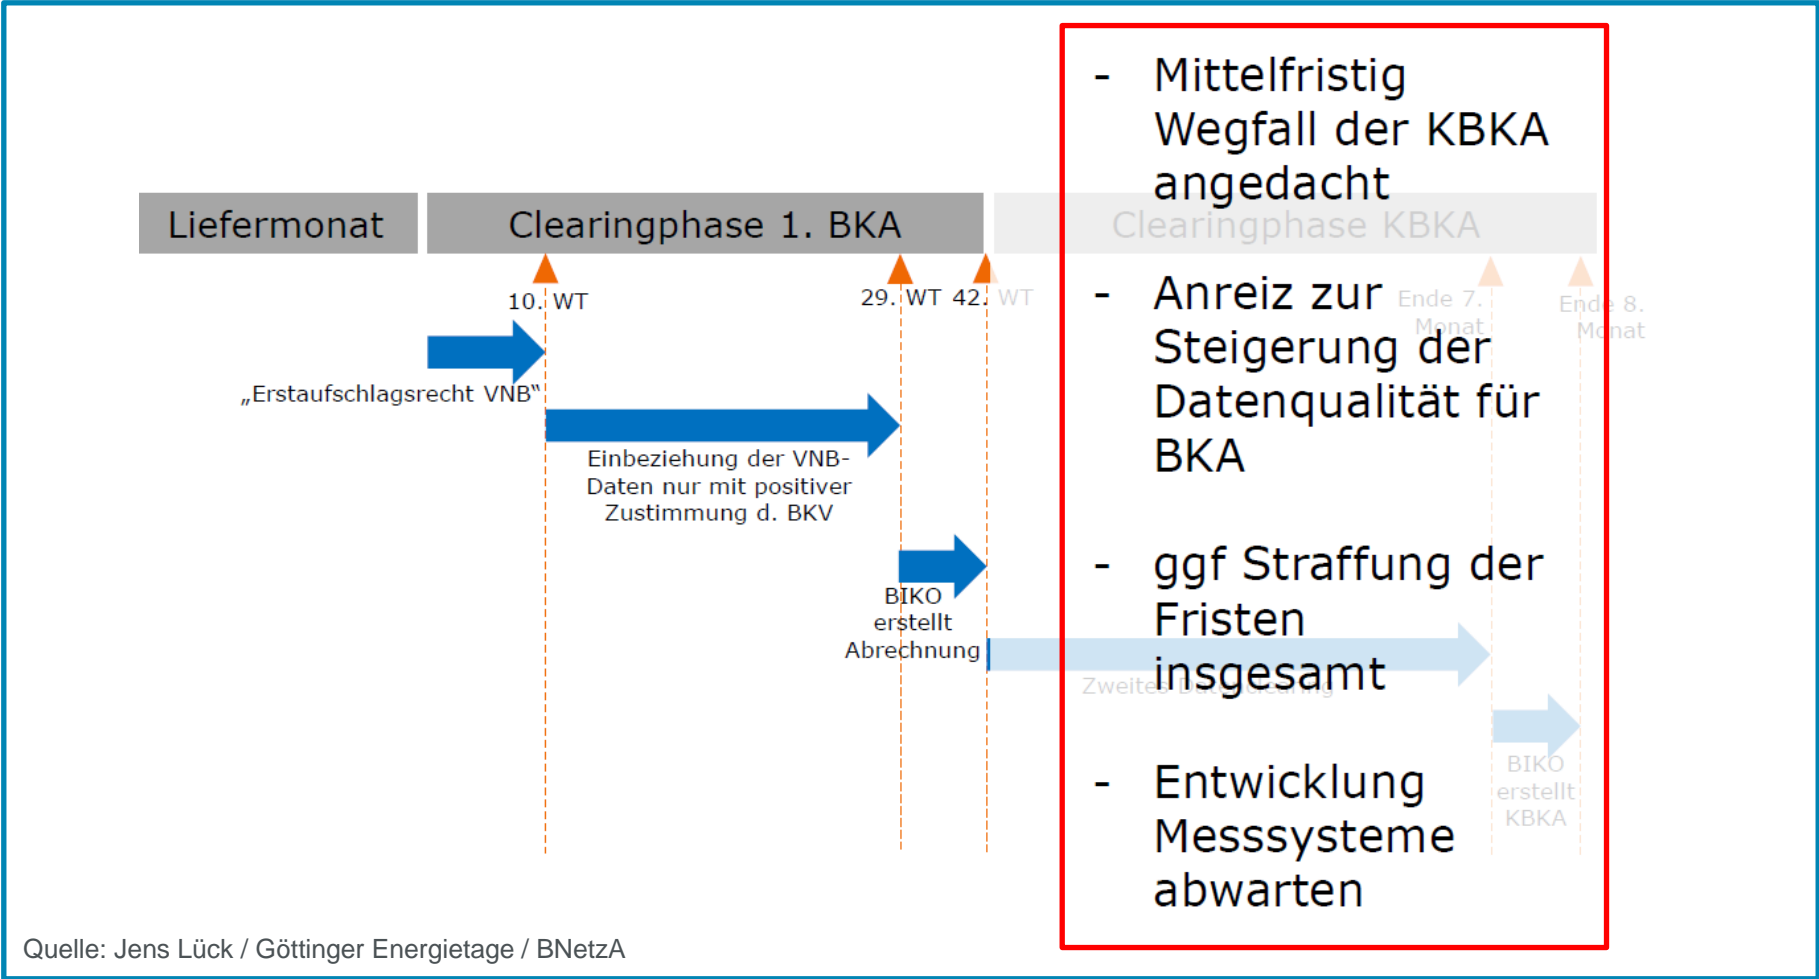 Liefermonat
Clearingphase 1. BKA
Clearingphase KBKA
10. WT
29. WT
42. WT
Ende 7.
Monat
Ende 8.
Monat
„Erstaufschlagsrecht VNB“
Einbeziehung der VNB-
Daten nur mit positiver
Zustimmung d. BKV
BIKO
erstellt
Abrechnung
Zweites Datenclearing
BIKO
erstellt
KBKA
- Mittelfristig
Wegfall der KBKA
angedacht
- Anreiz zur
Steigerung der
Datenqualität für
BKA
- ggf Straffung der
Fristen
insgesamt
- Entwicklung
Messsysteme
abwarten
Quelle: Jens Lück / Göttinger Energietage / BNetzA